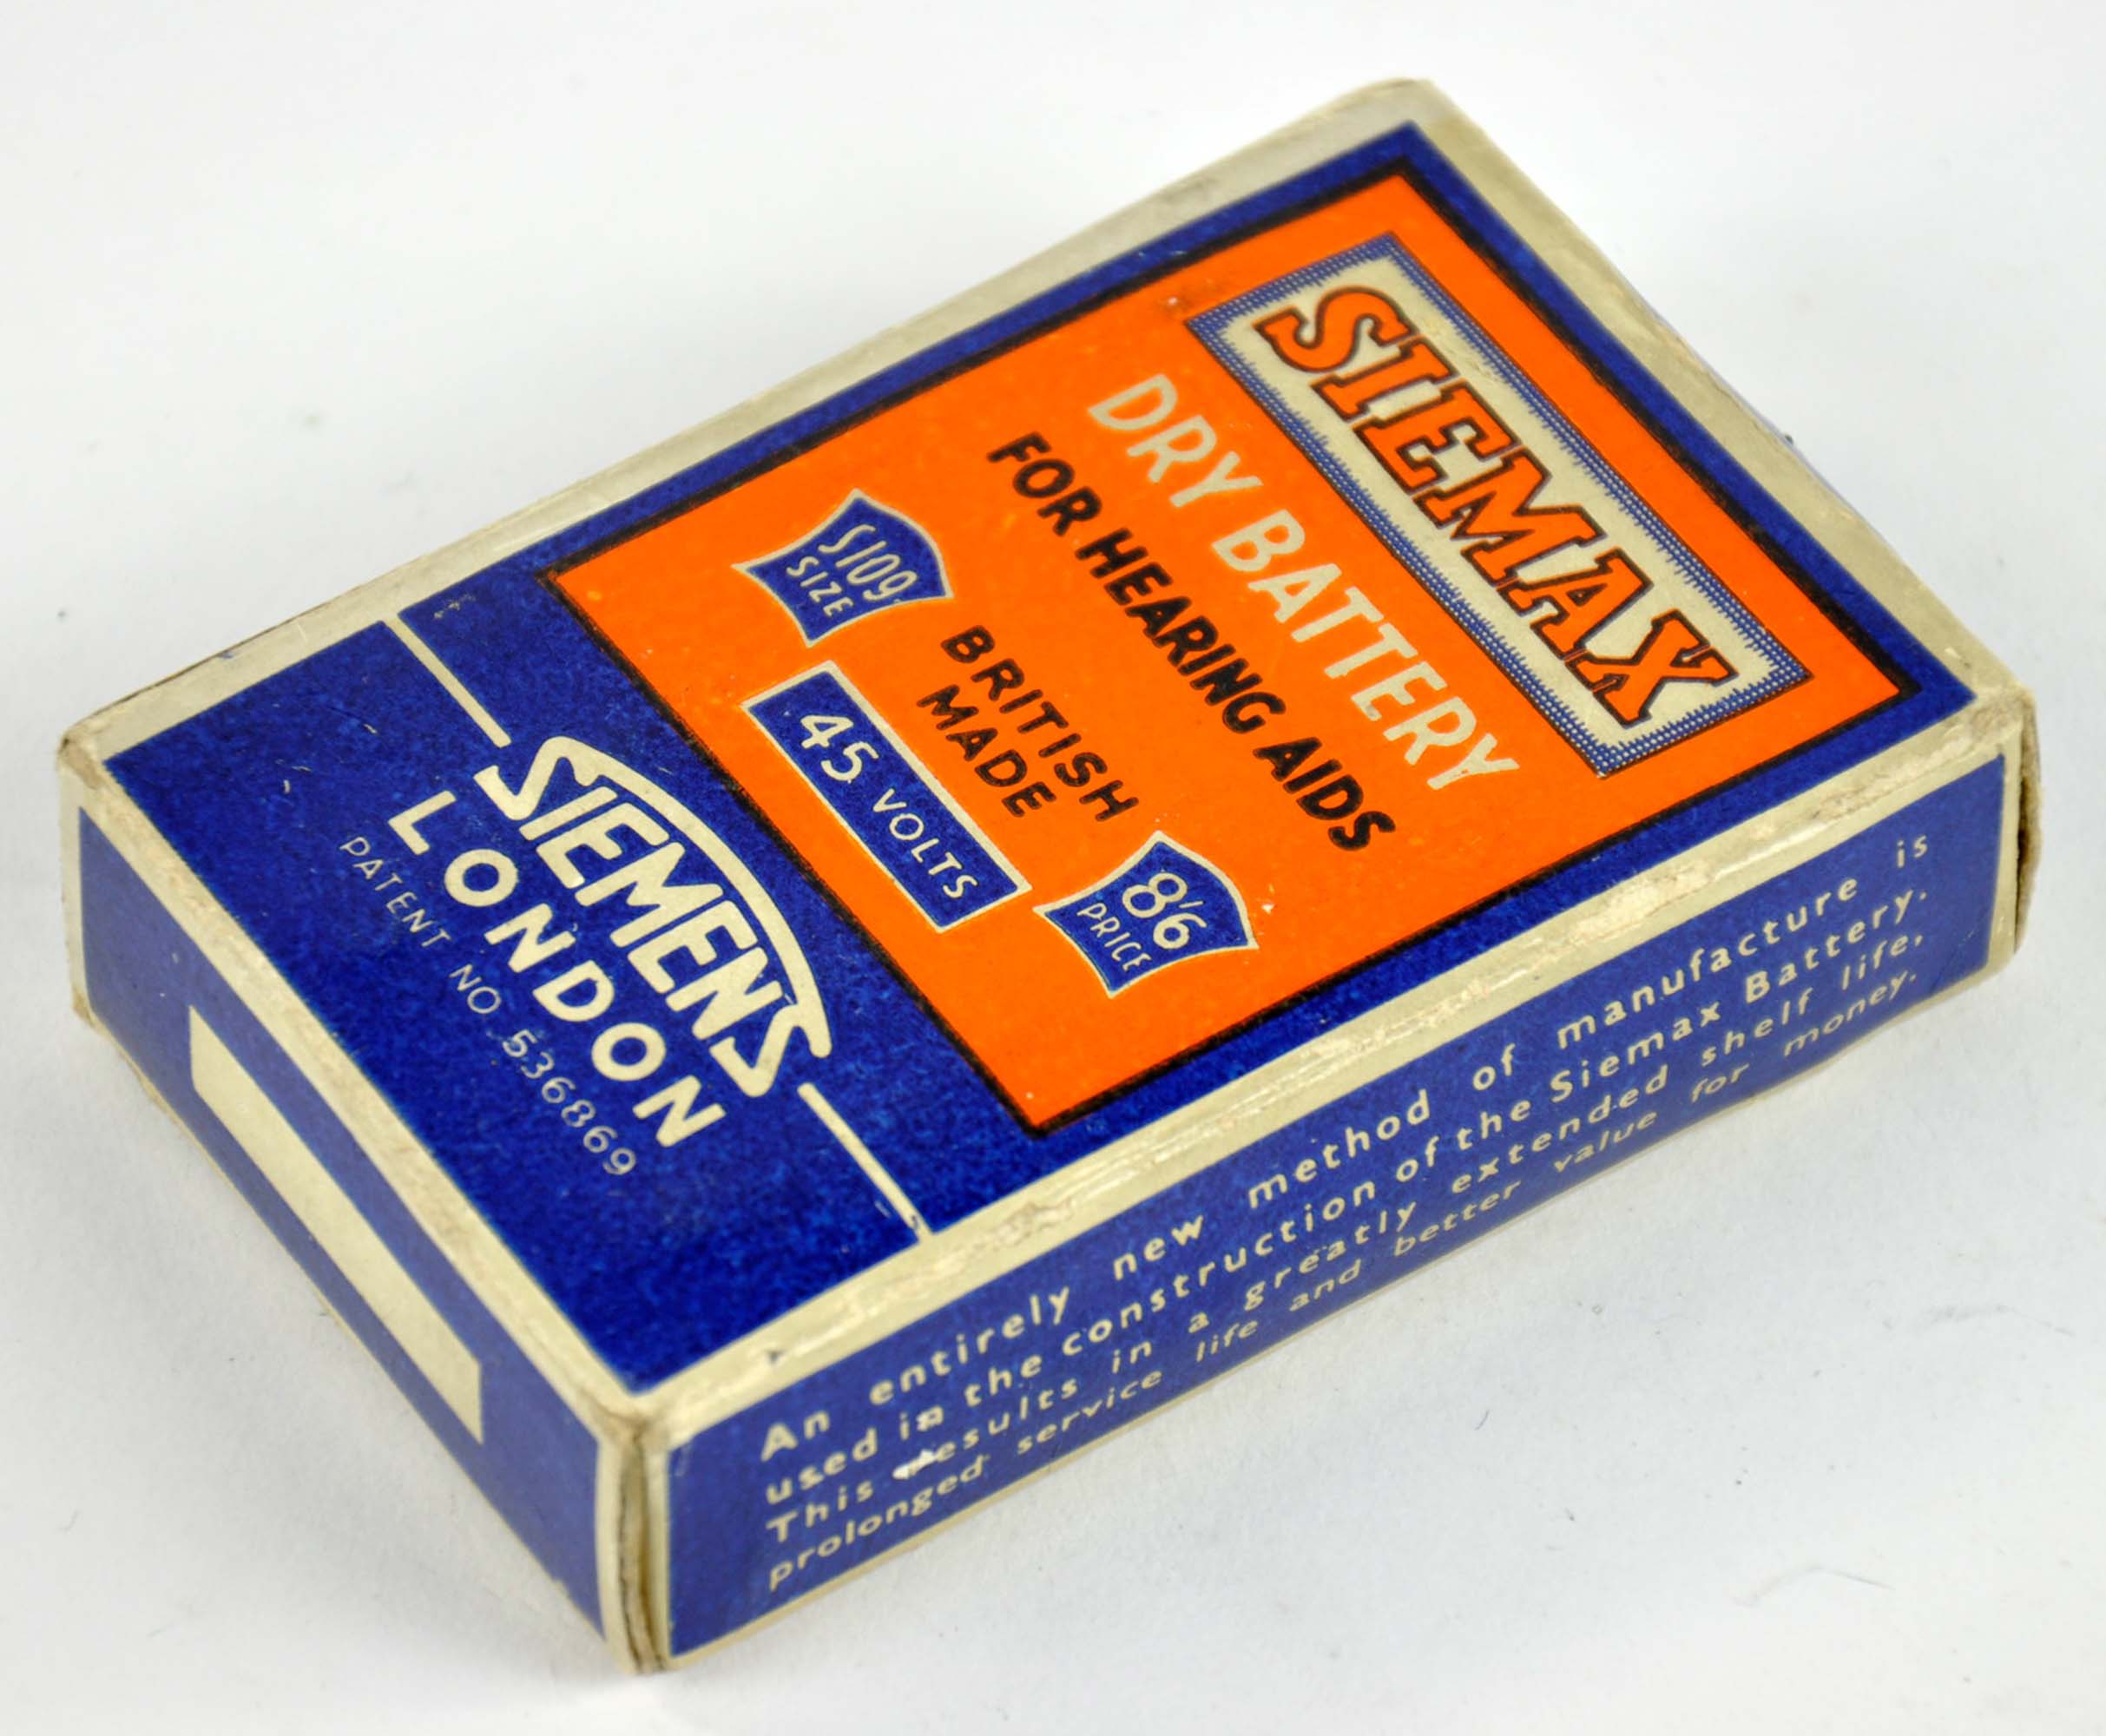 SIEMAX
DRY BATTERY
FOR HEARING AIDS
S109
SIZE
BRITISH
MADE
8'6
PRICE
45 VOLTS
SIEMENS
LONDON
PATENT NO. 536869
An entirely new method of manufacture is
used in the construction of the Siemax Battery.
This results in a greatly extended shelf life,
prolonged service life and better value for money.